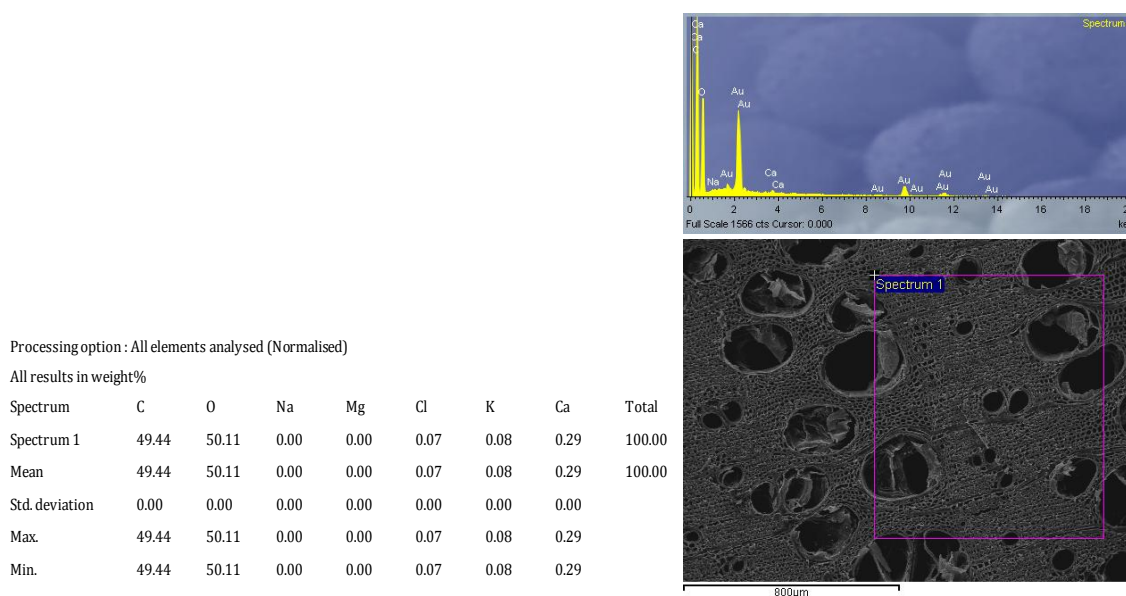 Spectrum
Ca
Ca
C
O
Au
Au
Na
Au
Ca
Ca
Au
Au
Au
Au
Au
Au
Au
0 2 4 6 8 10 12 14 16 18 2
Full Scale 1566 cts Cursor: 0.000 ke
Spectrum 1
800µm
Processing option : All elements analysed (Normalised)
All results in weight%
Spectrum C O Na Mg Cl K Ca Total
Spectrum 1 49.44 50.11 0.00 0.00 0.07 0.08 0.29 100.00
Mean 49.44 50.11 0.00 0.00 0.07 0.08 0.29 100.00
Std. deviation 0.00 0.00 0.00 0.00 0.00 0.00 0.00
Max. 49.44 50.11 0.00 0.00 0.07 0.08 0.29
Min. 49.44 50.11 0.00 0.00 0.07 0.08 0.29